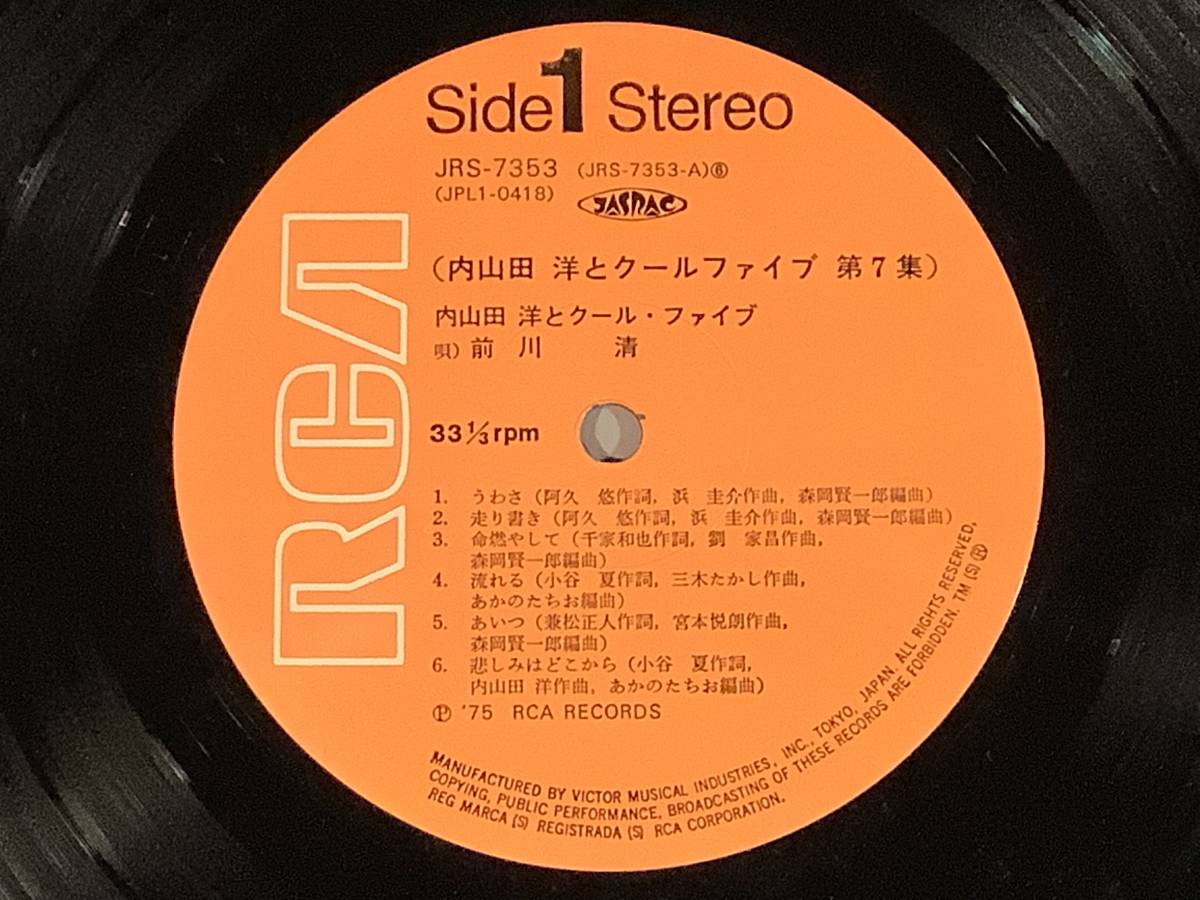 Side 1 Stereo
JRS-7353 (JRS-7353-A)⑥
(JPL1-0418)
JASRAC
(内山田 洋とクールファイブ 第7集)
内山田 洋とクール・ファイブ
唄) 前 川 清
RCA
33⅓rpm
1. うわさ (阿久 悠作詞, 浜 圭介作曲, 森岡賢一郎編曲)
2. 走り書き (阿久 悠作詞, 浜 圭介作曲, 森岡賢一郎編曲)
3. 命燃やして (千家和也作詞, 劉 家昌作曲,
森岡賢一郎編曲)
4. 流れる (小谷 夏作詞, 三木たかし作曲,
あかのたちお編曲)
5. あいつ (兼松正人作詞, 宮本悦朗作曲,
森岡賢一郎編曲)
6. 悲しみはどこから (小谷 夏作詞,
内山田 洋作曲, あかのたちお編曲)
Ⓟ '75 RCA RECORDS
MANUFACTURED BY VICTOR MUSICAL INDUSTRIES, INC., TOKYO, JAPAN. ALL RIGHTS RESERVED,
COPYING, PUBLIC PERFORMANCE, BROADCASTING OF THESE RECORDS ARE FORBIDDEN. TM (S) ®
REG MARCA (S) REGISTRADA (S) RCA CORPORATION.